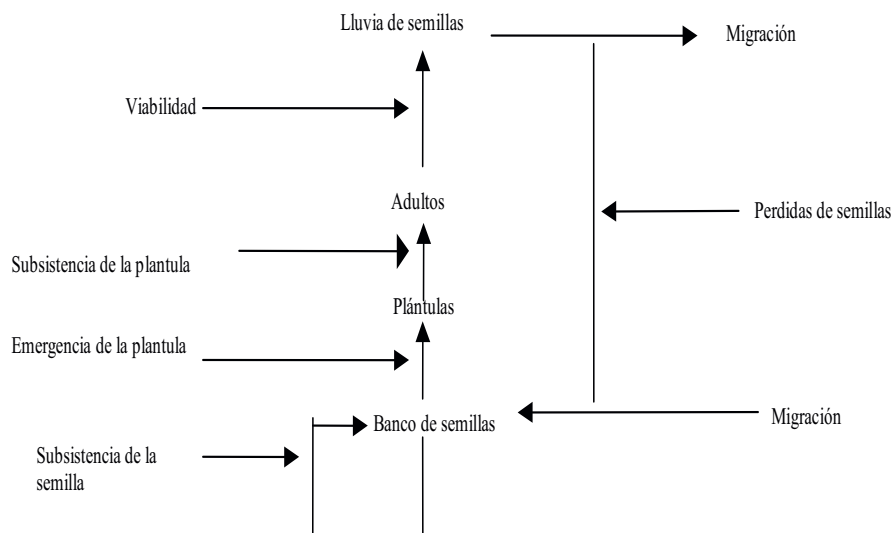 Lluvia de semillas
Migración
Viabilidad
Adultos
Perdidas de semillas
Subsistencia de la plantula
Plántulas
Emergencia de la plantula
Banco de semillas
Migración
Subsistencia de la
semilla